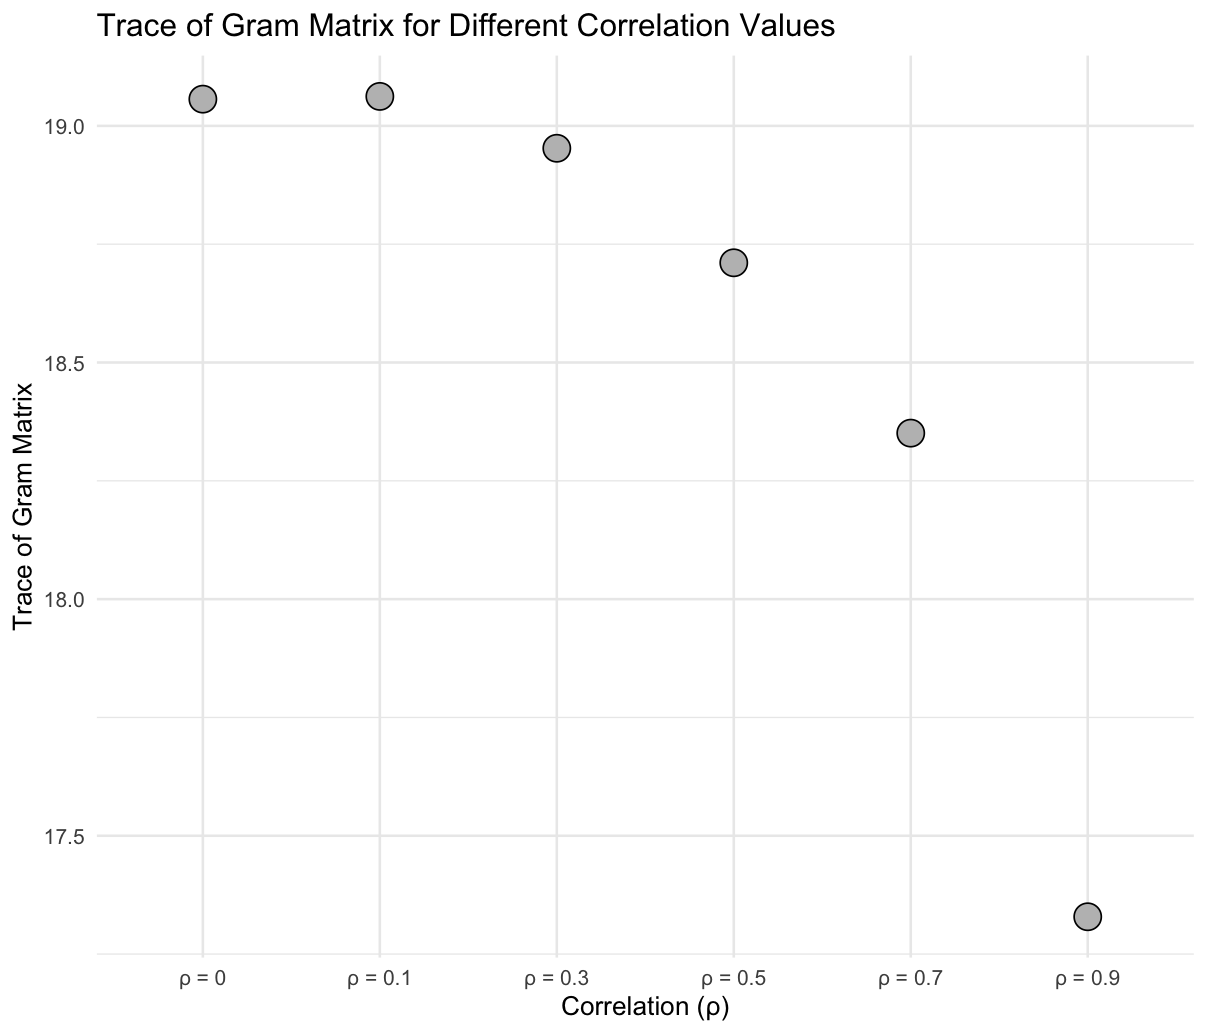 Trace of Gram Matrix for Different Correlation Values
Trace of Gram Matrix
19.0
18.5
18.0
17.5
ρ = 0
ρ = 0.1
ρ = 0.3
ρ = 0.5
ρ = 0.7
ρ = 0.9
Correlation (ρ)